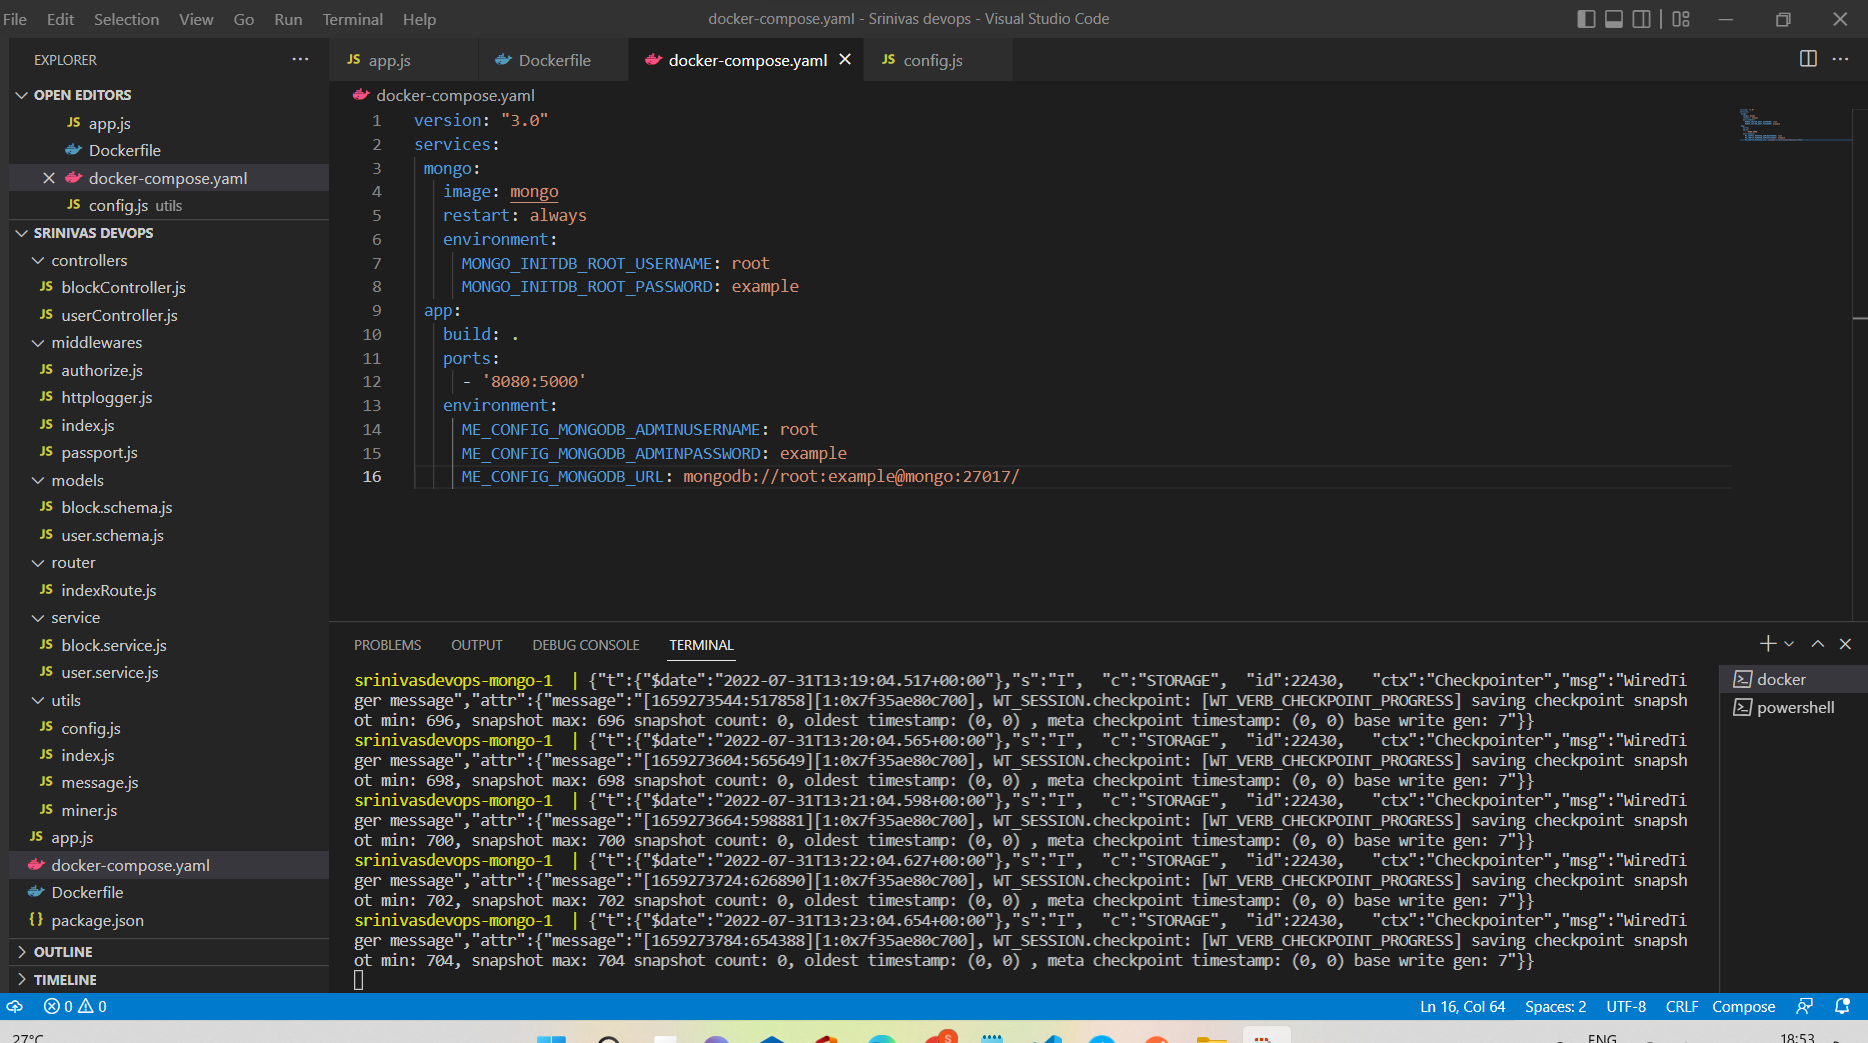 File Edit Selection View Go Run Terminal Help
docker-compose.yaml - Srinivas devops - Visual Studio Code
EXPLORER
OPEN EDITORS
JS app.js
Dockerfile
docker-compose.yaml
JS config.js utils
SRINIVAS DEVOPS
controllers
JS blockController.js
JS userController.js
middlewares
JS authorize.js
JS httplogger.js
JS index.js
JS passport.js
models
JS block.schema.js
JS user.schema.js
router
JS indexRoute.js
service
JS block.service.js
JS user.service.js
utils
JS config.js
JS index.js
JS message.js
JS miner.js
JS app.js
docker-compose.yaml
Dockerfile
{} package.json
OUTLINE
TIMELINE
JS app.js
Dockerfile
docker-compose.yaml
JS config.js
docker-compose.yaml
1 version: "3.0"
2 services:
3 mongo:
4 image: mongo
5 restart: always
6 environment:
7 MONGO_INITDB_ROOT_USERNAME: root
8 MONGO_INITDB_ROOT_PASSWORD: example
9 app:
10 build: .
11 ports:
12 - '8080:5000'
13 environment:
14 ME_CONFIG_MONGODB_ADMINUSERNAME: root
15 ME_CONFIG_MONGODB_ADMINPASSWORD: example
16 ME_CONFIG_MONGODB_URL: mongodb://root:example@mongo:27017/
PROBLEMS OUTPUT DEBUG CONSOLE TERMINAL
srinivasdevops-mongo-1 | {"t":{"$date":"2022-07-31T13:19:04.517+00:00"},"s":"I", "c":"STORAGE", "id":22430, "ctx":"Checkpointer","msg":"WiredTi
ger message","attr":{"message":"[1659273544:517858][1:0x7f35ae80c700], WT_SESSION.checkpoint: [WT_VERB_CHECKPOINT_PROGRESS] saving checkpoint snapsh
ot min: 696, snapshot max: 696 snapshot count: 0, oldest timestamp: (0, 0) , meta checkpoint timestamp: (0, 0) base write gen: 7"}}
srinivasdevops-mongo-1 | {"t":{"$date":"2022-07-31T13:20:04.565+00:00"},"s":"I", "c":"STORAGE", "id":22430, "ctx":"Checkpointer","msg":"WiredTi
ger message","attr":{"message":"[1659273604:565649][1:0x7f35ae80c700], WT_SESSION.checkpoint: [WT_VERB_CHECKPOINT_PROGRESS] saving checkpoint snapsh
ot min: 698, snapshot max: 698 snapshot count: 0, oldest timestamp: (0, 0) , meta checkpoint timestamp: (0, 0) base write gen: 7"}}
srinivasdevops-mongo-1 | {"t":{"$date":"2022-07-31T13:21:04.598+00:00"},"s":"I", "c":"STORAGE", "id":22430, "ctx":"Checkpointer","msg":"WiredTi
ger message","attr":{"message":"[1659273664:598881][1:0x7f35ae80c700], WT_SESSION.checkpoint: [WT_VERB_CHECKPOINT_PROGRESS] saving checkpoint snapsh
ot min: 700, snapshot max: 700 snapshot count: 0, oldest timestamp: (0, 0) , meta checkpoint timestamp: (0, 0) base write gen: 7"}}
srinivasdevops-mongo-1 | {"t":{"$date":"2022-07-31T13:22:04.627+00:00"},"s":"I", "c":"STORAGE", "id":22430, "ctx":"Checkpointer","msg":"WiredTi
ger message","attr":{"message":"[1659273724:626890][1:0x7f35ae80c700], WT_SESSION.checkpoint: [WT_VERB_CHECKPOINT_PROGRESS] saving checkpoint snapsh
ot min: 702, snapshot max: 702 snapshot count: 0, oldest timestamp: (0, 0) , meta checkpoint timestamp: (0, 0) base write gen: 7"}}
srinivasdevops-mongo-1 | {"t":{"$date":"2022-07-31T13:23:04.654+00:00"},"s":"I", "c":"STORAGE", "id":22430, "ctx":"Checkpointer","msg":"WiredTi
ger message","attr":{"message":"[1659273784:654388][1:0x7f35ae80c700], WT_SESSION.checkpoint: [WT_VERB_CHECKPOINT_PROGRESS] saving checkpoint snapsh
ot min: 704, snapshot max: 704 snapshot count: 0, oldest timestamp: (0, 0) , meta checkpoint timestamp: (0, 0) base write gen: 7"}}
docker
powershell
0 0
Ln 16, Col 64 Spaces: 2 UTF-8 CRLF Compose
27°C
S
ENG
18:53